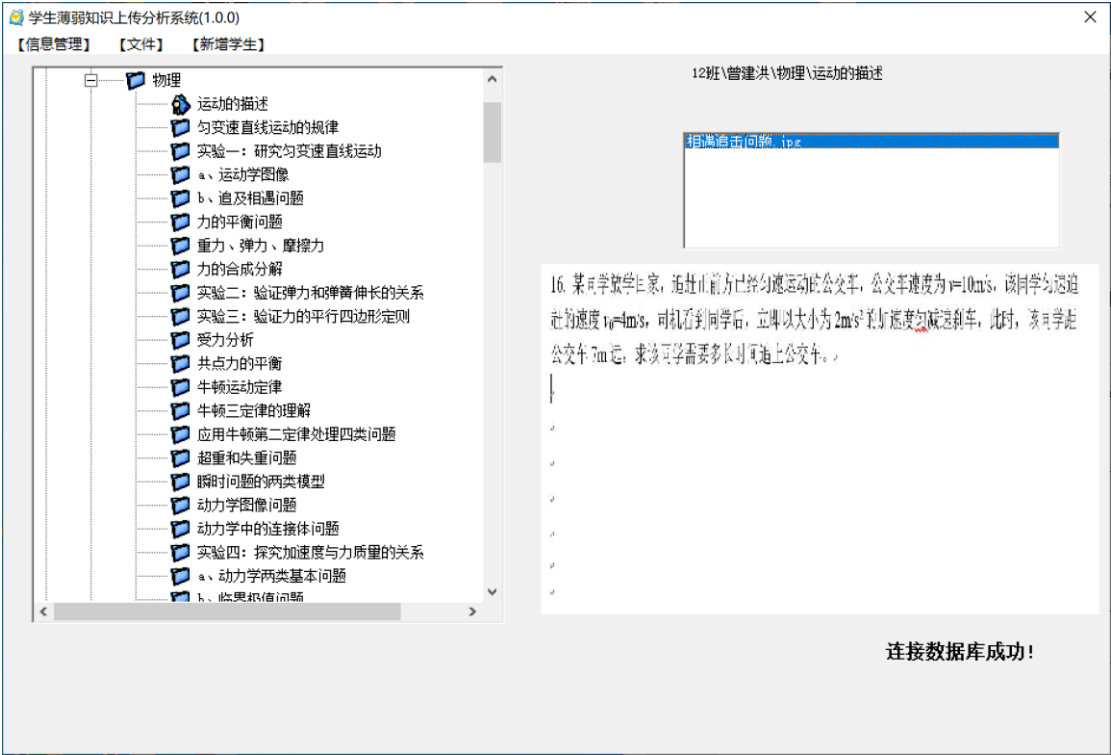 学生薄弱知识上传分析系统(1.0.0)
【信息管理】 【文件】 【新增学生】
物理
运动的描述
匀变速直线运动的规律
实验一：研究匀变速直线运动
a、运动学图像
b、追及相遇问题
力的平衡问题
重力、弹力、摩擦力
力的合成分解
实验二：验证弹力和弹簧伸长的关系
实验三：验证力的平行四边形定则
受力分析
共点力的平衡
牛顿运动定律
牛顿三定律的理解
应用牛顿第二定律处理四类问题
超重和失重问题
瞬时问题的两类模型
动力学图像问题
动力学中的连接体问题
实验四：探究加速度与力质量的关系
a、动力学两类基本问题
b、临界极值问题
12班\曾建洪\物理\运动的描述
相遇追击问题.jpg
16. 某同学放学回家，追赶正前方已经匀速运动的公交车，公交车速度为 v=10m/s，该同学匀速追
赶的速度 v₀=4m/s，司机看到同学后，立即以大小为 2m/s² 的加速度匀减速刹车，此时，该同学距
公交车 7m 远，求该同学需要多长时间追上公交车。
连接数据库成功!